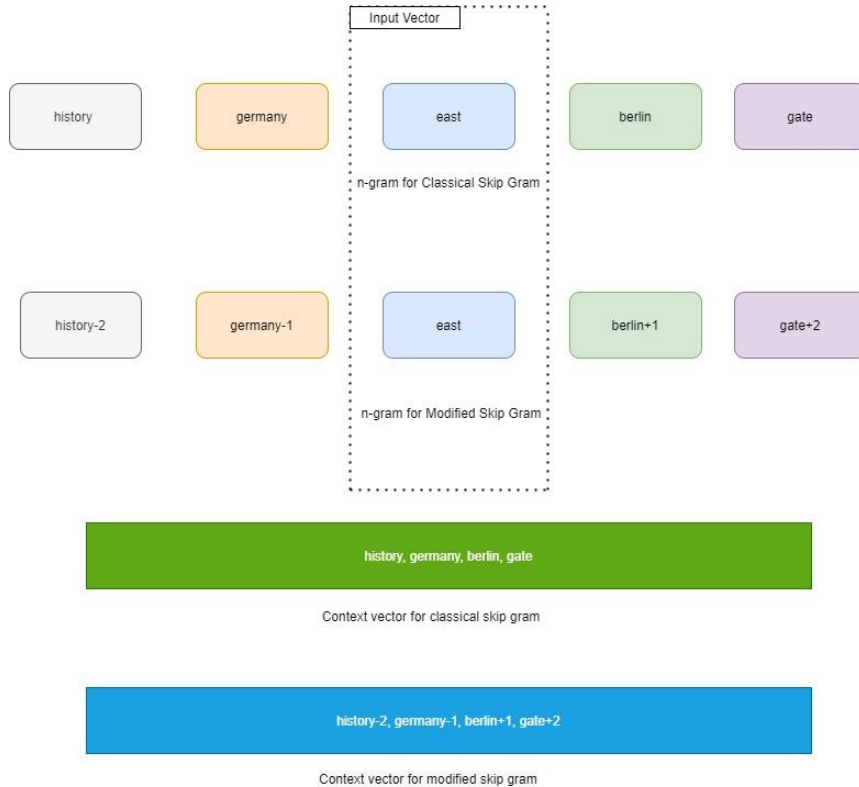 Input Vector
history
germany
east
berlin
gate
n-gram for Classical Skip Gram
history-2
germany-1
east
berlin+1
gate+2
n-gram for Modified Skip Gram
history, germany, berlin, gate
Context vector for classical skip gram
history-2, germany-1, berlin+1, gate+2
Context vector for modified skip gram